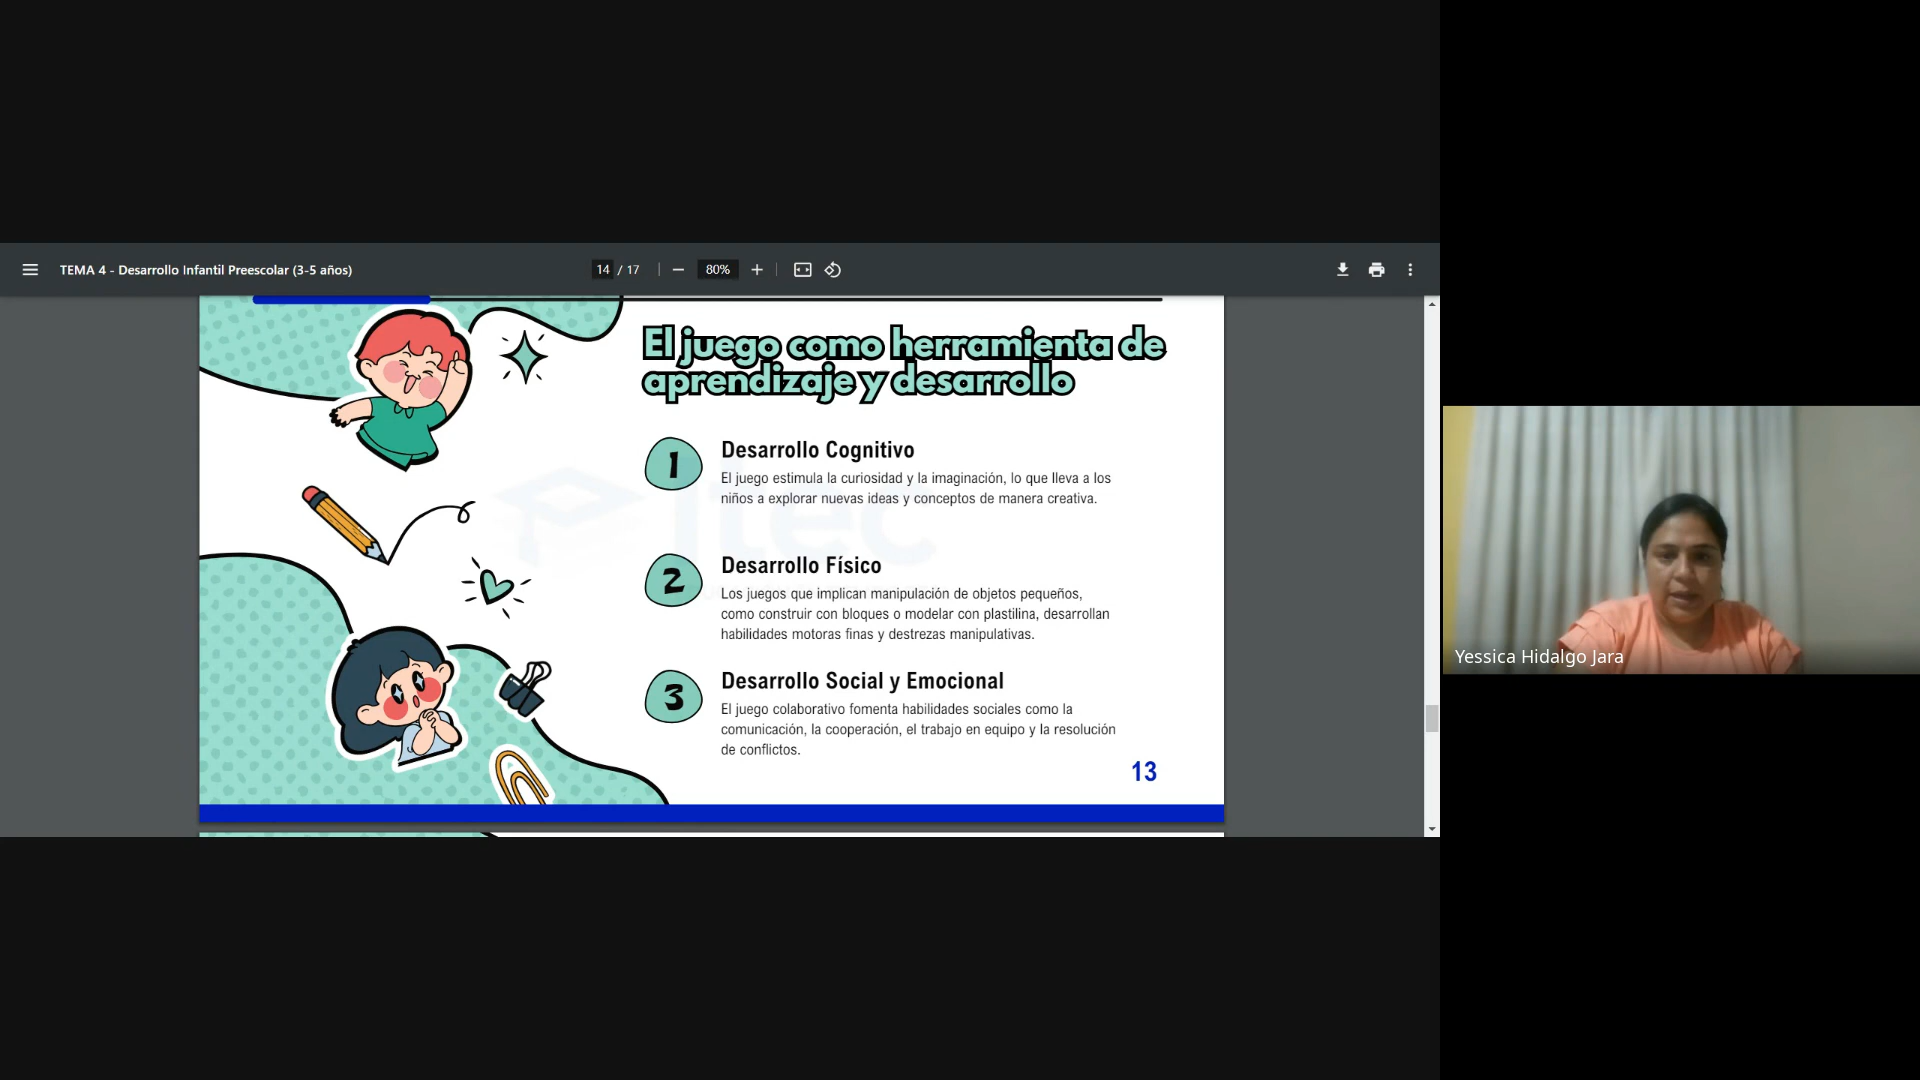 TEMA 4 - Desarrollo Infantil Preescolar (3-5 años)
14 / 17
80%
El juego como herramienta de
aprendizaje y desarrollo
1
Desarrollo Cognitivo
El juego estimula la curiosidad y la imaginación, lo que lleva a los
niños a explorar nuevas ideas y conceptos de manera creativa.
2
Desarrollo Físico
Los juegos que implican manipulación de objetos pequeños,
como construir con bloques o modelar con plastilina, desarrollan
habilidades motoras finas y destrezas manipulativas.
3
Desarrollo Social y Emocional
El juego colaborativo fomenta habilidades sociales como la
comunicación, la cooperación, el trabajo en equipo y la resolución
de conflictos.
13
Yessica Hidalgo Jara